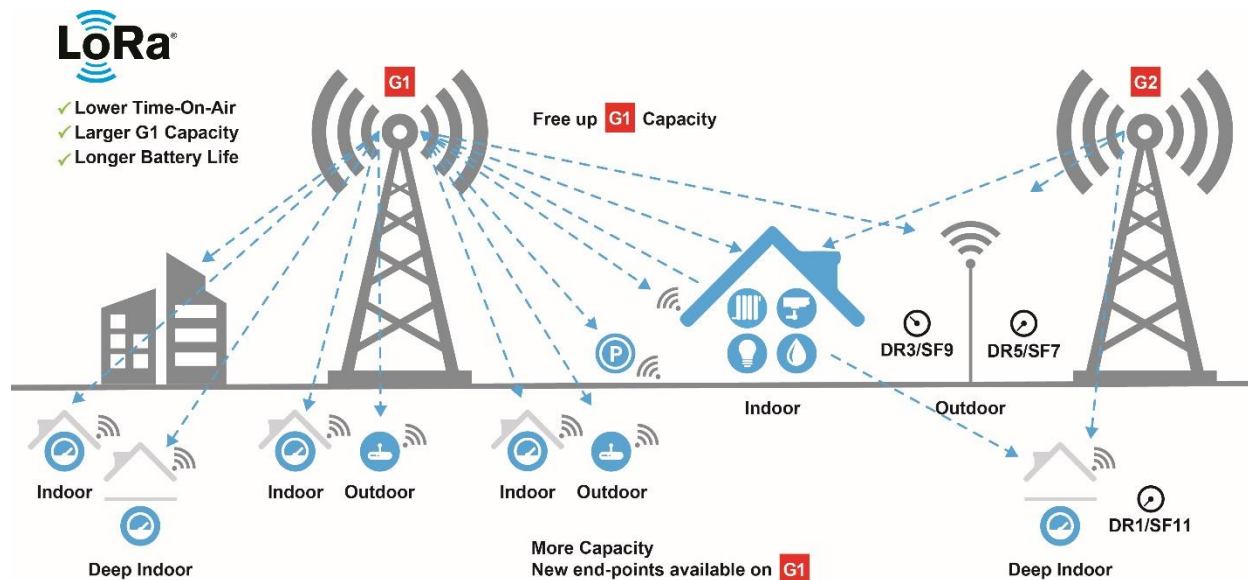 LoRa®
Lower Time-On-Air
Larger G1 Capacity
Longer Battery Life
G1
Free up G1 Capacity
G2
P
DR3/SF9
DR5/SF7
Indoor
Outdoor
Indoor
Deep Indoor
Indoor
Outdoor
Indoor
Outdoor
DR1/SF11
Deep Indoor
More Capacity
New end-points available on G1